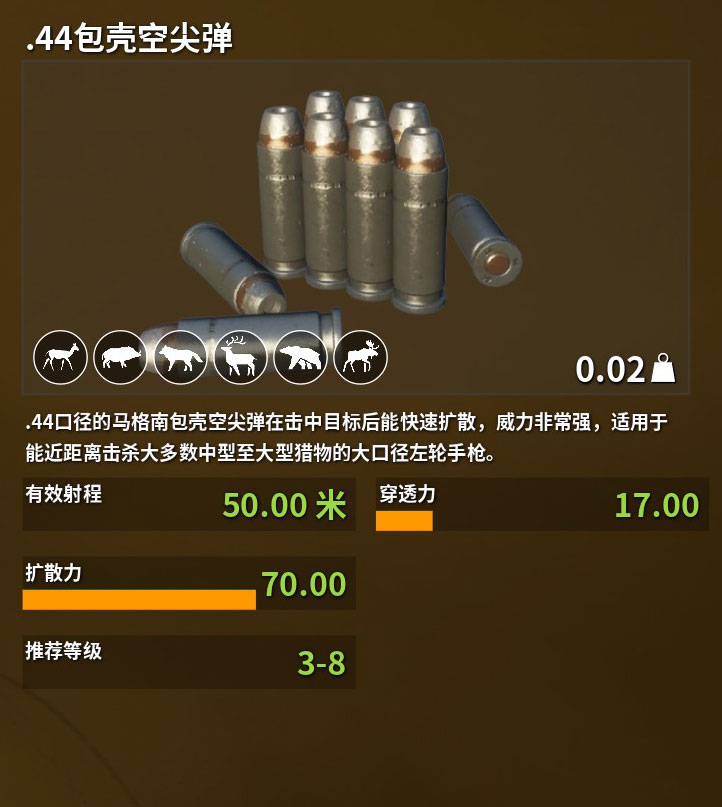 .44包壳空尖弹
0.02
.44口径的马格南包壳空尖弹在击中目标后能快速扩散，威力非常强，适用于
能近距离击杀大多数中型至大型猎物的大口径左轮手枪。
有效射程
50.00 米
穿透力
17.00
扩散力
70.00
推荐等级
3-8